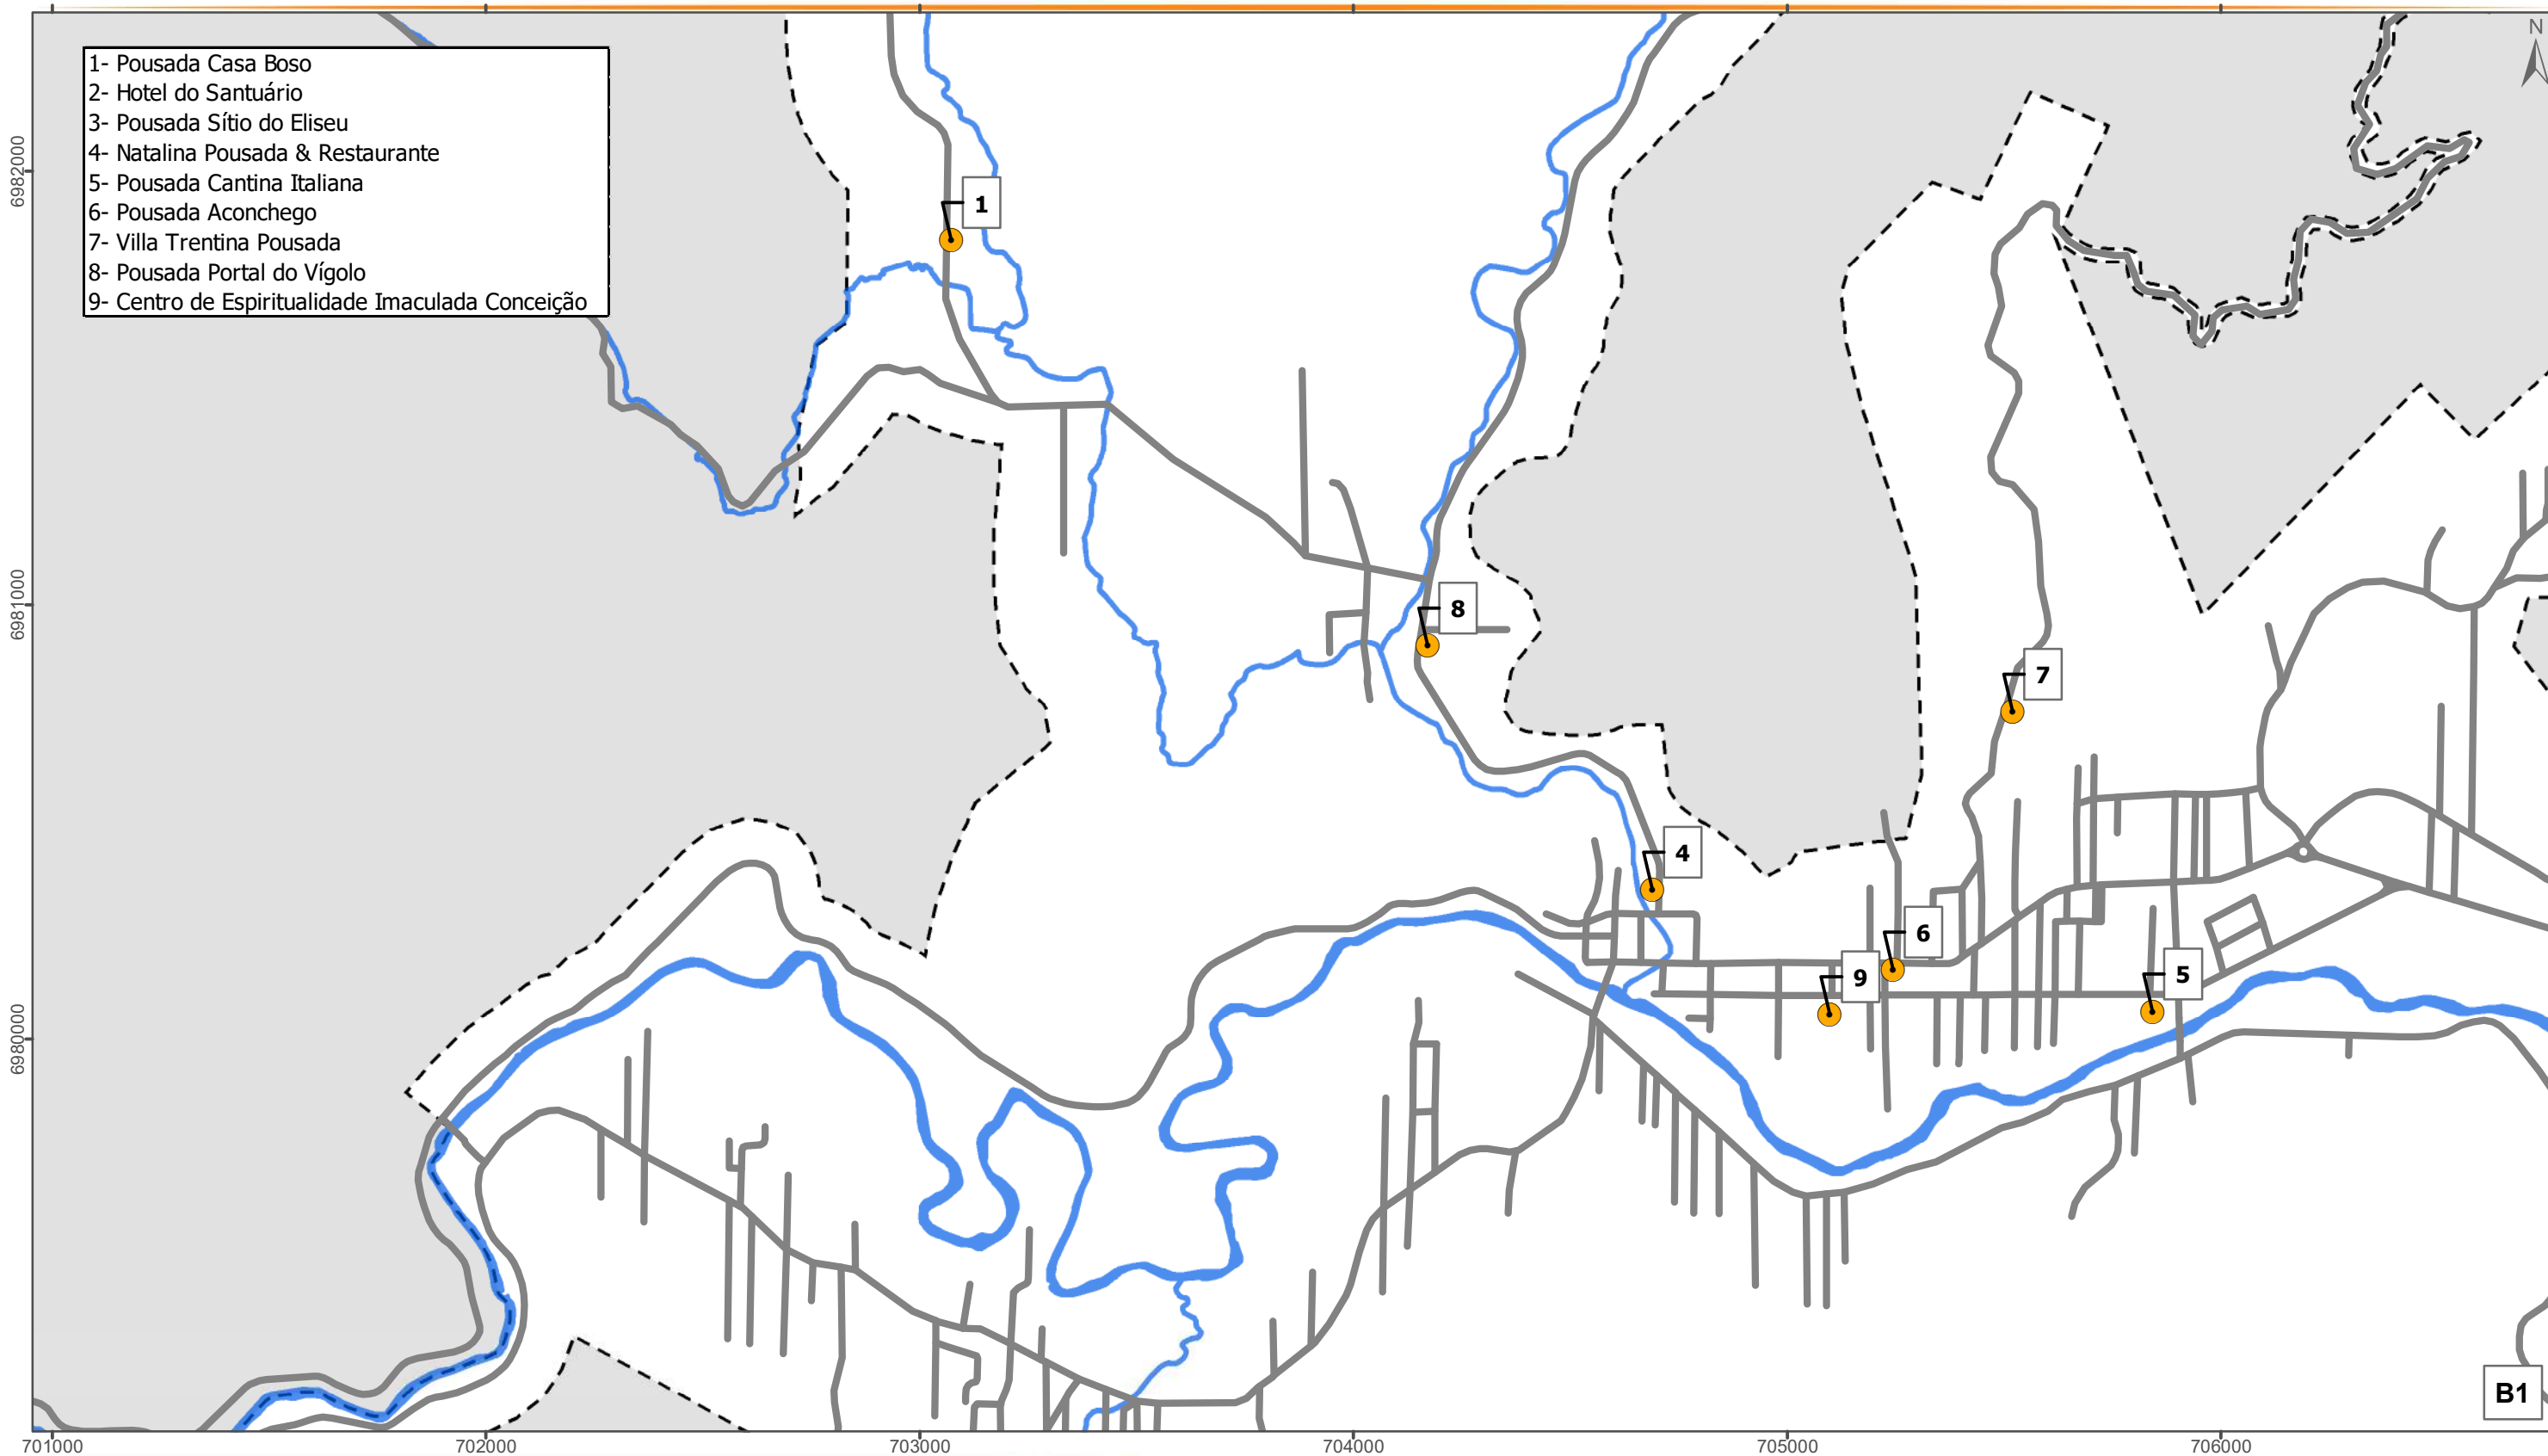 N
1- Pousada Casa Boso
2- Hotel do Santuário
3- Pousada Sítio do Eliseu
4- Natalina Pousada & Restaurante
5- Pousada Cantina Italiana
6- Pousada Aconchego
7- Villa Trentina Pousada
8- Pousada Portal do Vígolo
9- Centro de Espiritualidade Imaculada Conceição
6982000
1
6981000
8
7
4
6
9
5
6980000
B1
701000
702000
703000
704000
705000
706000